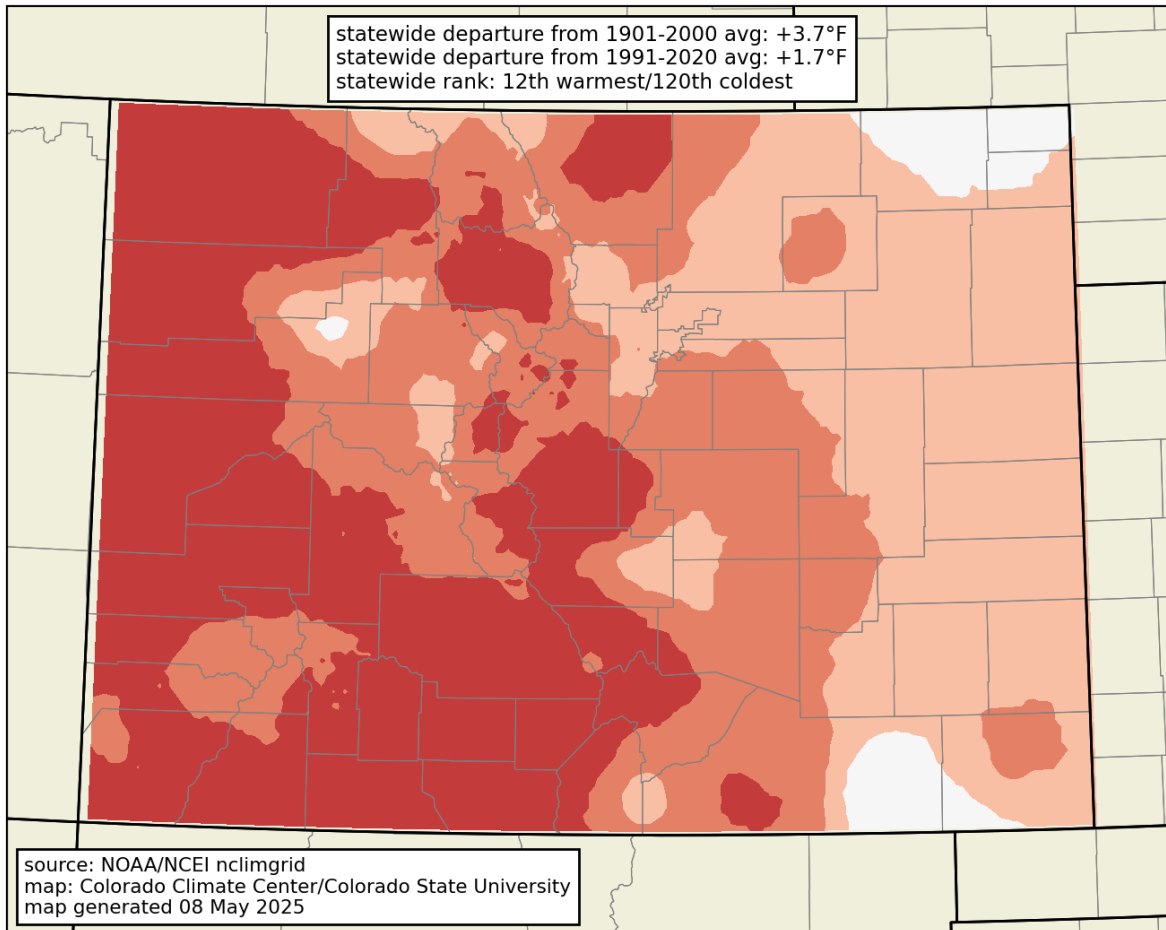 statewide departure from 1901-2000 avg: +3.7°F
statewide departure from 1991-2020 avg: +1.7°F
statewide rank: 12th warmest/120th coldest
source: NOAA/NCEI nclimgrid
map: Colorado Climate Center/Colorado State University
map generated 08 May 2025